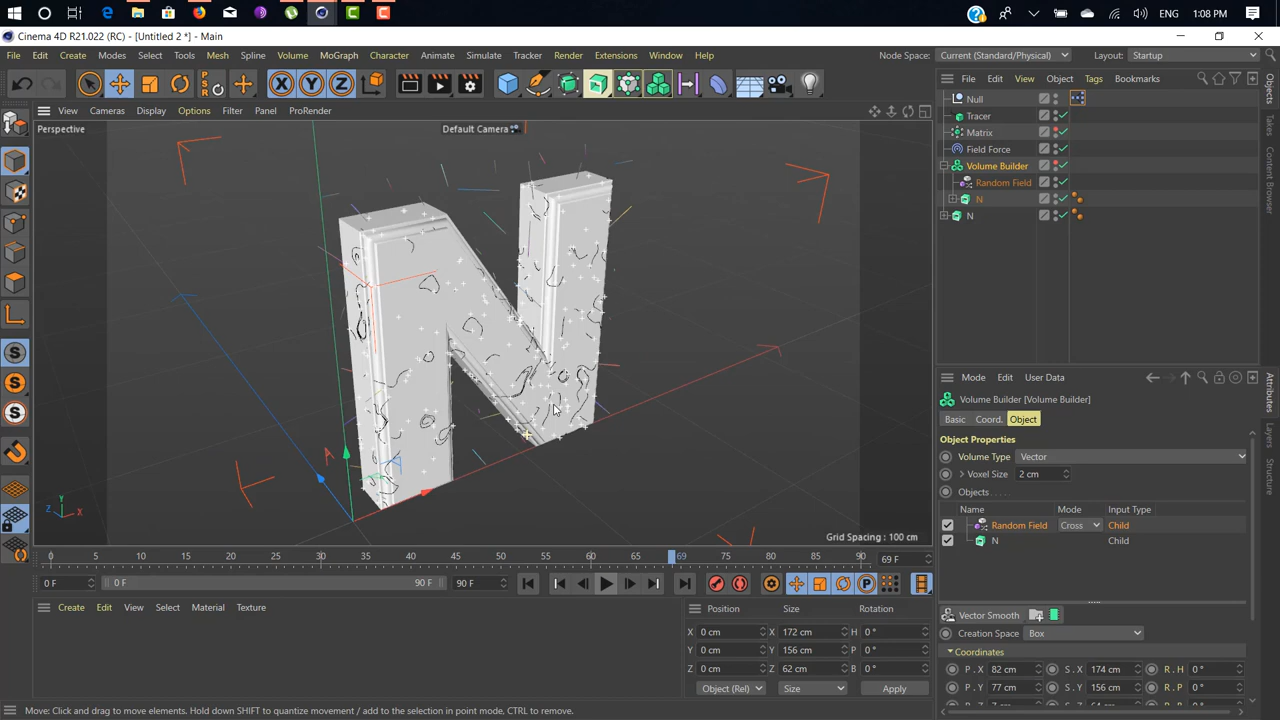 ENG 1:08 PM
Cinema 4D R21.022 (RC) - [Untitled 2 *] - Main
File Edit Create Modes Select Tools Mesh Spline Volume MoGraph Character Animate Simulate Tracker Render Extensions Window Help
Node Space: Current (Standard/Physical) Layout: Startup
X Y Z
PSR
View Cameras Display Options Filter Panel ProRender
File Edit View Object Tags Bookmarks
Perspective
Default Camera
Null
Tracer
Matrix
Field Force
Volume Builder
Random Field
N
N
Objects
Takes
Content Browser
Mode Edit User Data
Volume Builder [Volume Builder]
Basic Coord. Object
Object Properties
Volume Type Vector
Voxel Size 2 cm
Objects . . . .
Name Mode Input Type
Random Field Cross Child
N Child
Vector Smooth
Creation Space Box
Coordinates
P . X 82 cm S . X 174 cm R . H 0 °
P . Y 77 cm S . Y 156 cm R . P 0 °
Attributes
Layers
Structure
Y
Z X
Grid Spacing : 100 cm
0 5 10 15 20 25 30 35 40 45 50 55 60 65 69 75 80 85 90 69 F
0 F 0 F 90 F 90 F
Create Edit View Select Material Texture
Position Size Rotation
X 0 cm X 172 cm H 0 °
Y 0 cm Y 156 cm P 0 °
Z 0 cm Z 62 cm B 0 °
Object (Rel) Size Apply
Move: Click and drag to move elements. Hold down SHIFT to quantize movement / add to the selection in point mode. CTRL to remove.